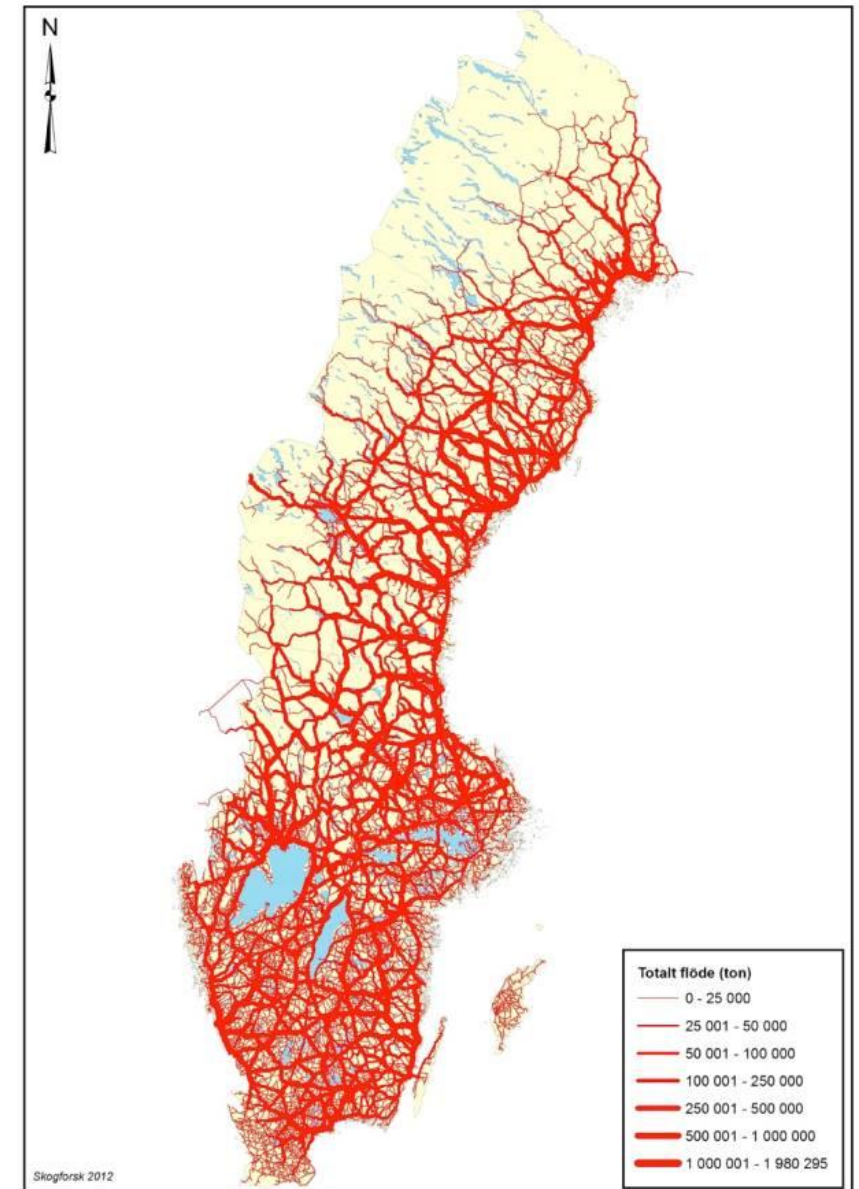 N
Totalt flöde (ton)
0 - 25 000
25 001 - 50 000
50 001 - 100 000
100 001 - 250 000
250 001 - 500 000
500 001 - 1 000 000
1 000 001 - 1 980 295
Skogforsk 2012